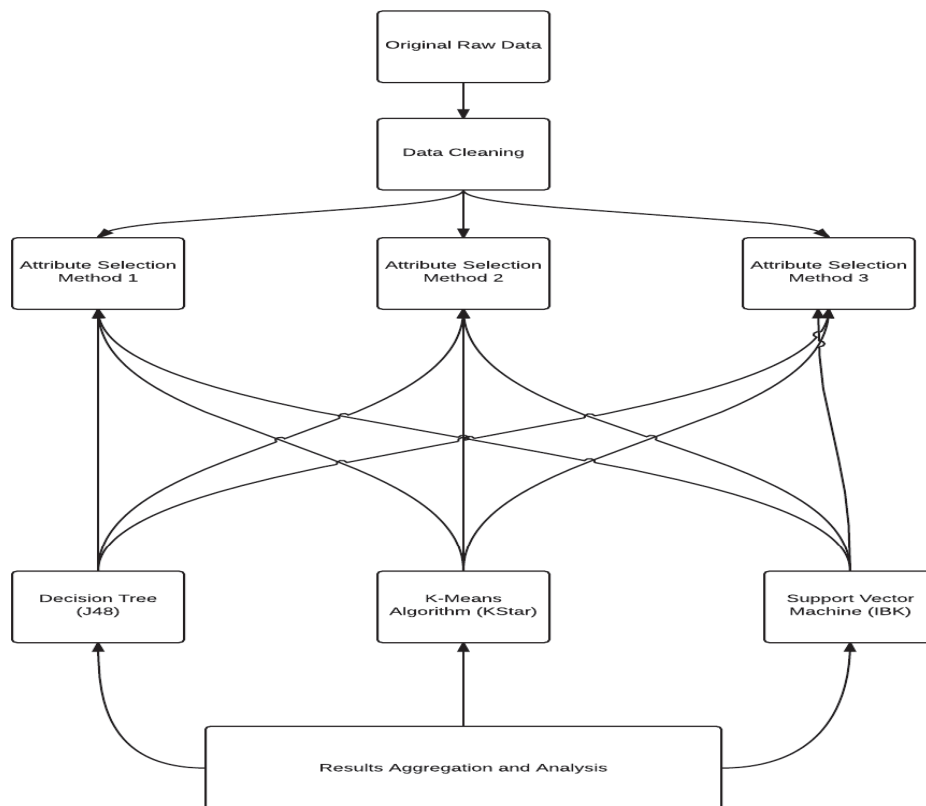 Original Raw Data
Data Cleaning
Attribute Selection
Method 1
Attribute Selection
Method 2
Attribute Selection
Method 3
Decision Tree
(J48)
K-Means
Algorithm (KStar)
Support Vector
Machine (IBK)
Results Aggregation and Analysis